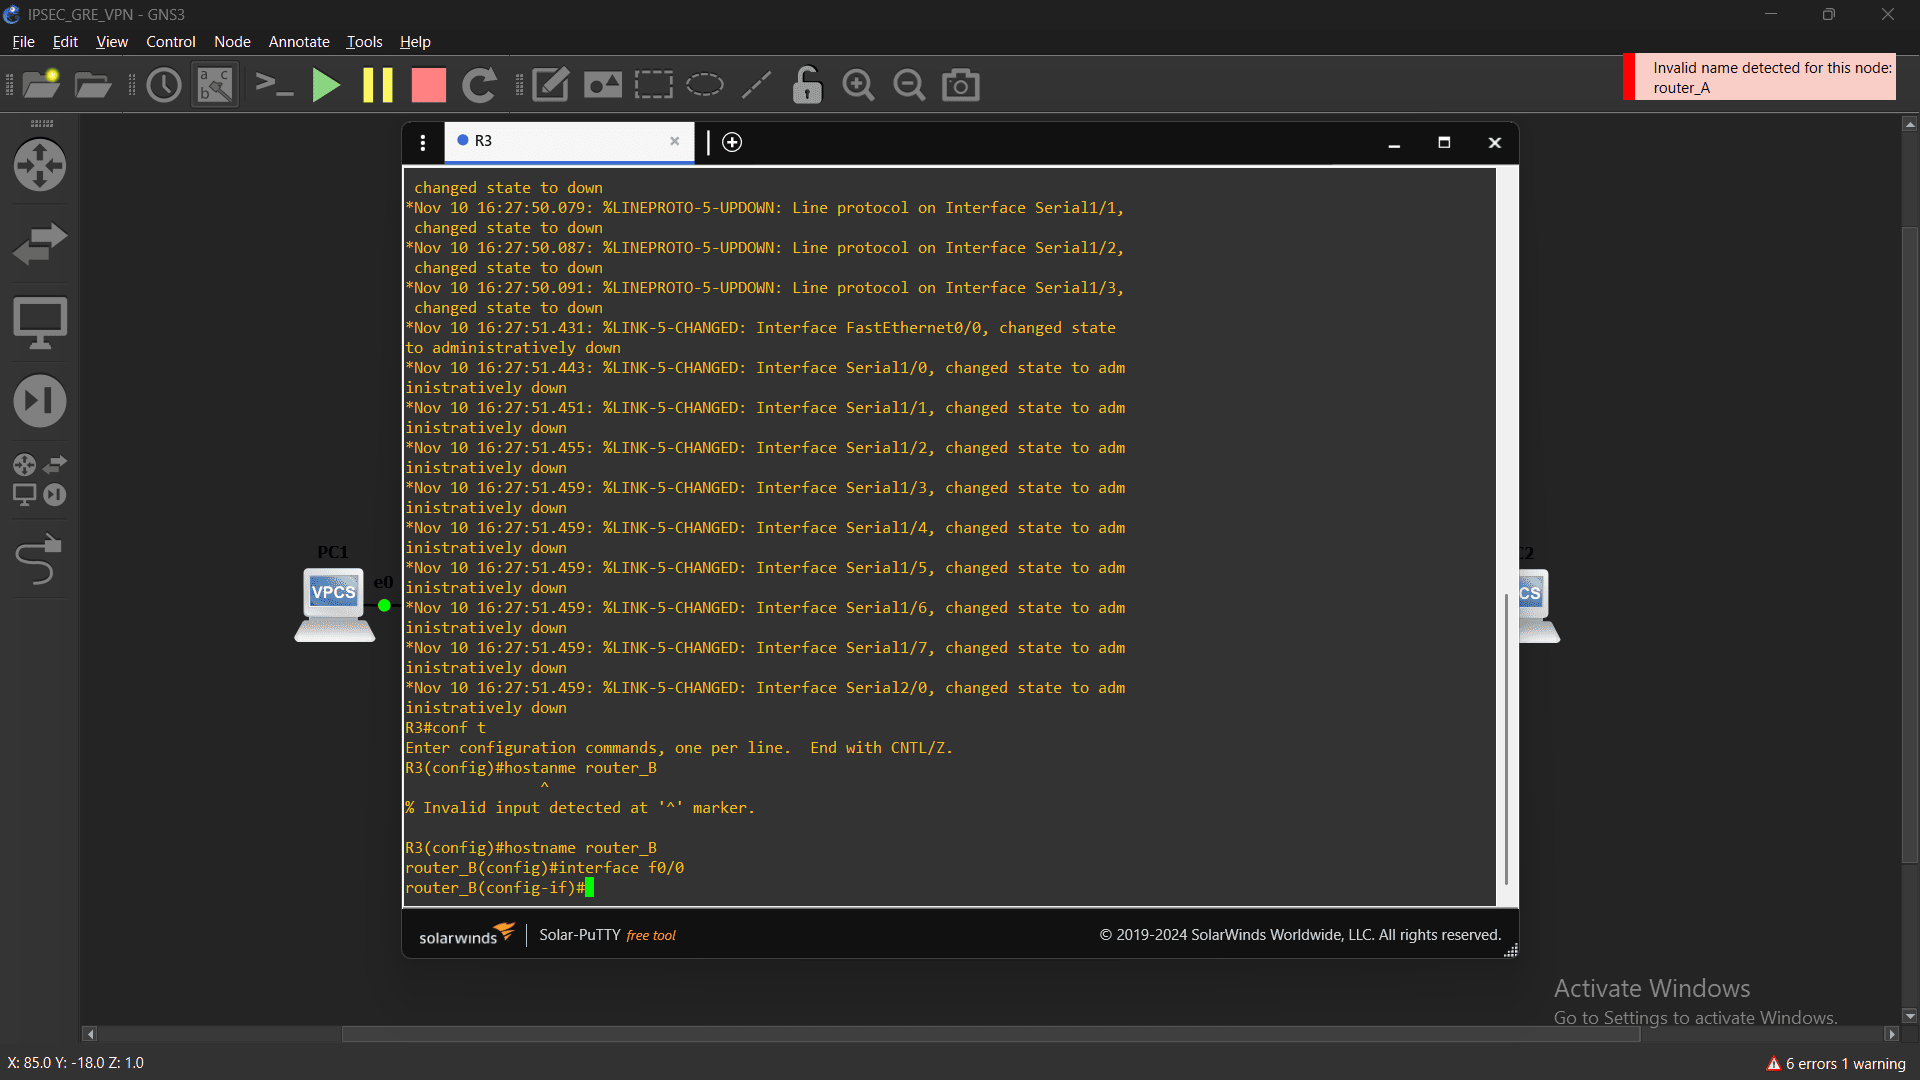 IPSEC_GRE_VPN - GNS3
File Edit View Control Node Annotate Tools Help
Invalid name detected for this node:
router_A
R3
changed state to down
*Nov 10 16:27:50.079: %LINEPROTO-5-UPDOWN: Line protocol on Interface Serial1/1,
changed state to down
*Nov 10 16:27:50.087: %LINEPROTO-5-UPDOWN: Line protocol on Interface Serial1/2,
changed state to down
*Nov 10 16:27:50.091: %LINEPROTO-5-UPDOWN: Line protocol on Interface Serial1/3,
changed state to down
*Nov 10 16:27:51.431: %LINK-5-CHANGED: Interface FastEthernet0/0, changed state
to administratively down
*Nov 10 16:27:51.443: %LINK-5-CHANGED: Interface Serial1/0, changed state to adm
inistratively down
*Nov 10 16:27:51.451: %LINK-5-CHANGED: Interface Serial1/1, changed state to adm
inistratively down
*Nov 10 16:27:51.455: %LINK-5-CHANGED: Interface Serial1/2, changed state to adm
inistratively down
*Nov 10 16:27:51.459: %LINK-5-CHANGED: Interface Serial1/3, changed state to adm
inistratively down
*Nov 10 16:27:51.459: %LINK-5-CHANGED: Interface Serial1/4, changed state to adm
inistratively down
*Nov 10 16:27:51.459: %LINK-5-CHANGED: Interface Serial1/5, changed state to adm
inistratively down
*Nov 10 16:27:51.459: %LINK-5-CHANGED: Interface Serial1/6, changed state to adm
inistratively down
*Nov 10 16:27:51.459: %LINK-5-CHANGED: Interface Serial1/7, changed state to adm
inistratively down
*Nov 10 16:27:51.459: %LINK-5-CHANGED: Interface Serial2/0, changed state to adm
inistratively down
R3#conf t
Enter configuration commands, one per line.  End with CNTL/Z.
R3(config)#hostanme router_B
^
% Invalid input detected at '^' marker.
R3(config)#hostname router_B
router_B(config)#interface f0/0
router_B(config-if)#
PC1
VPCS
e0
C2
CS
solarwinds
Solar-PuTTY free tool
© 2019-2024 SolarWinds Worldwide, LLC. All rights reserved.
Activate Windows
Go to Settings to activate Windows.
X: 85.0 Y: -18.0 Z: 1.0
6 errors 1 warning